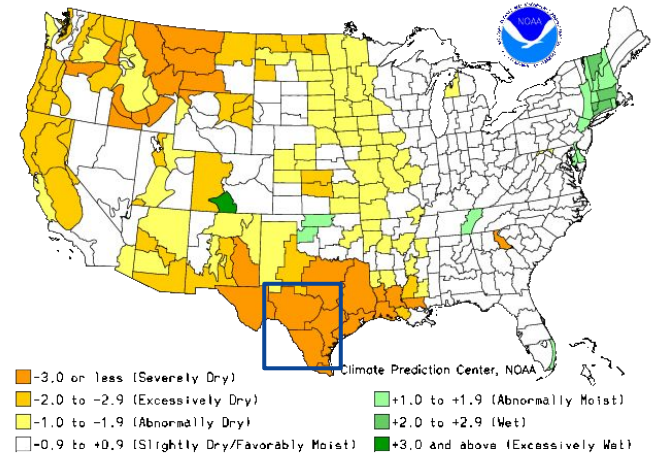 NOAA
Climate Prediction Center, NOAA
-3.0 or less (Severely Dry)
-2.0 to -2.9 (Excessively Dry)
-1.0 to -1.9 (Abnormally Dry)
-0.9 to +0.9 (Slightly Dry/Favorably Moist)
+1.0 to +1.9 (Abnormally Moist)
+2.0 to +2.9 (Wet)
+3.0 and above (Excessively Wet)